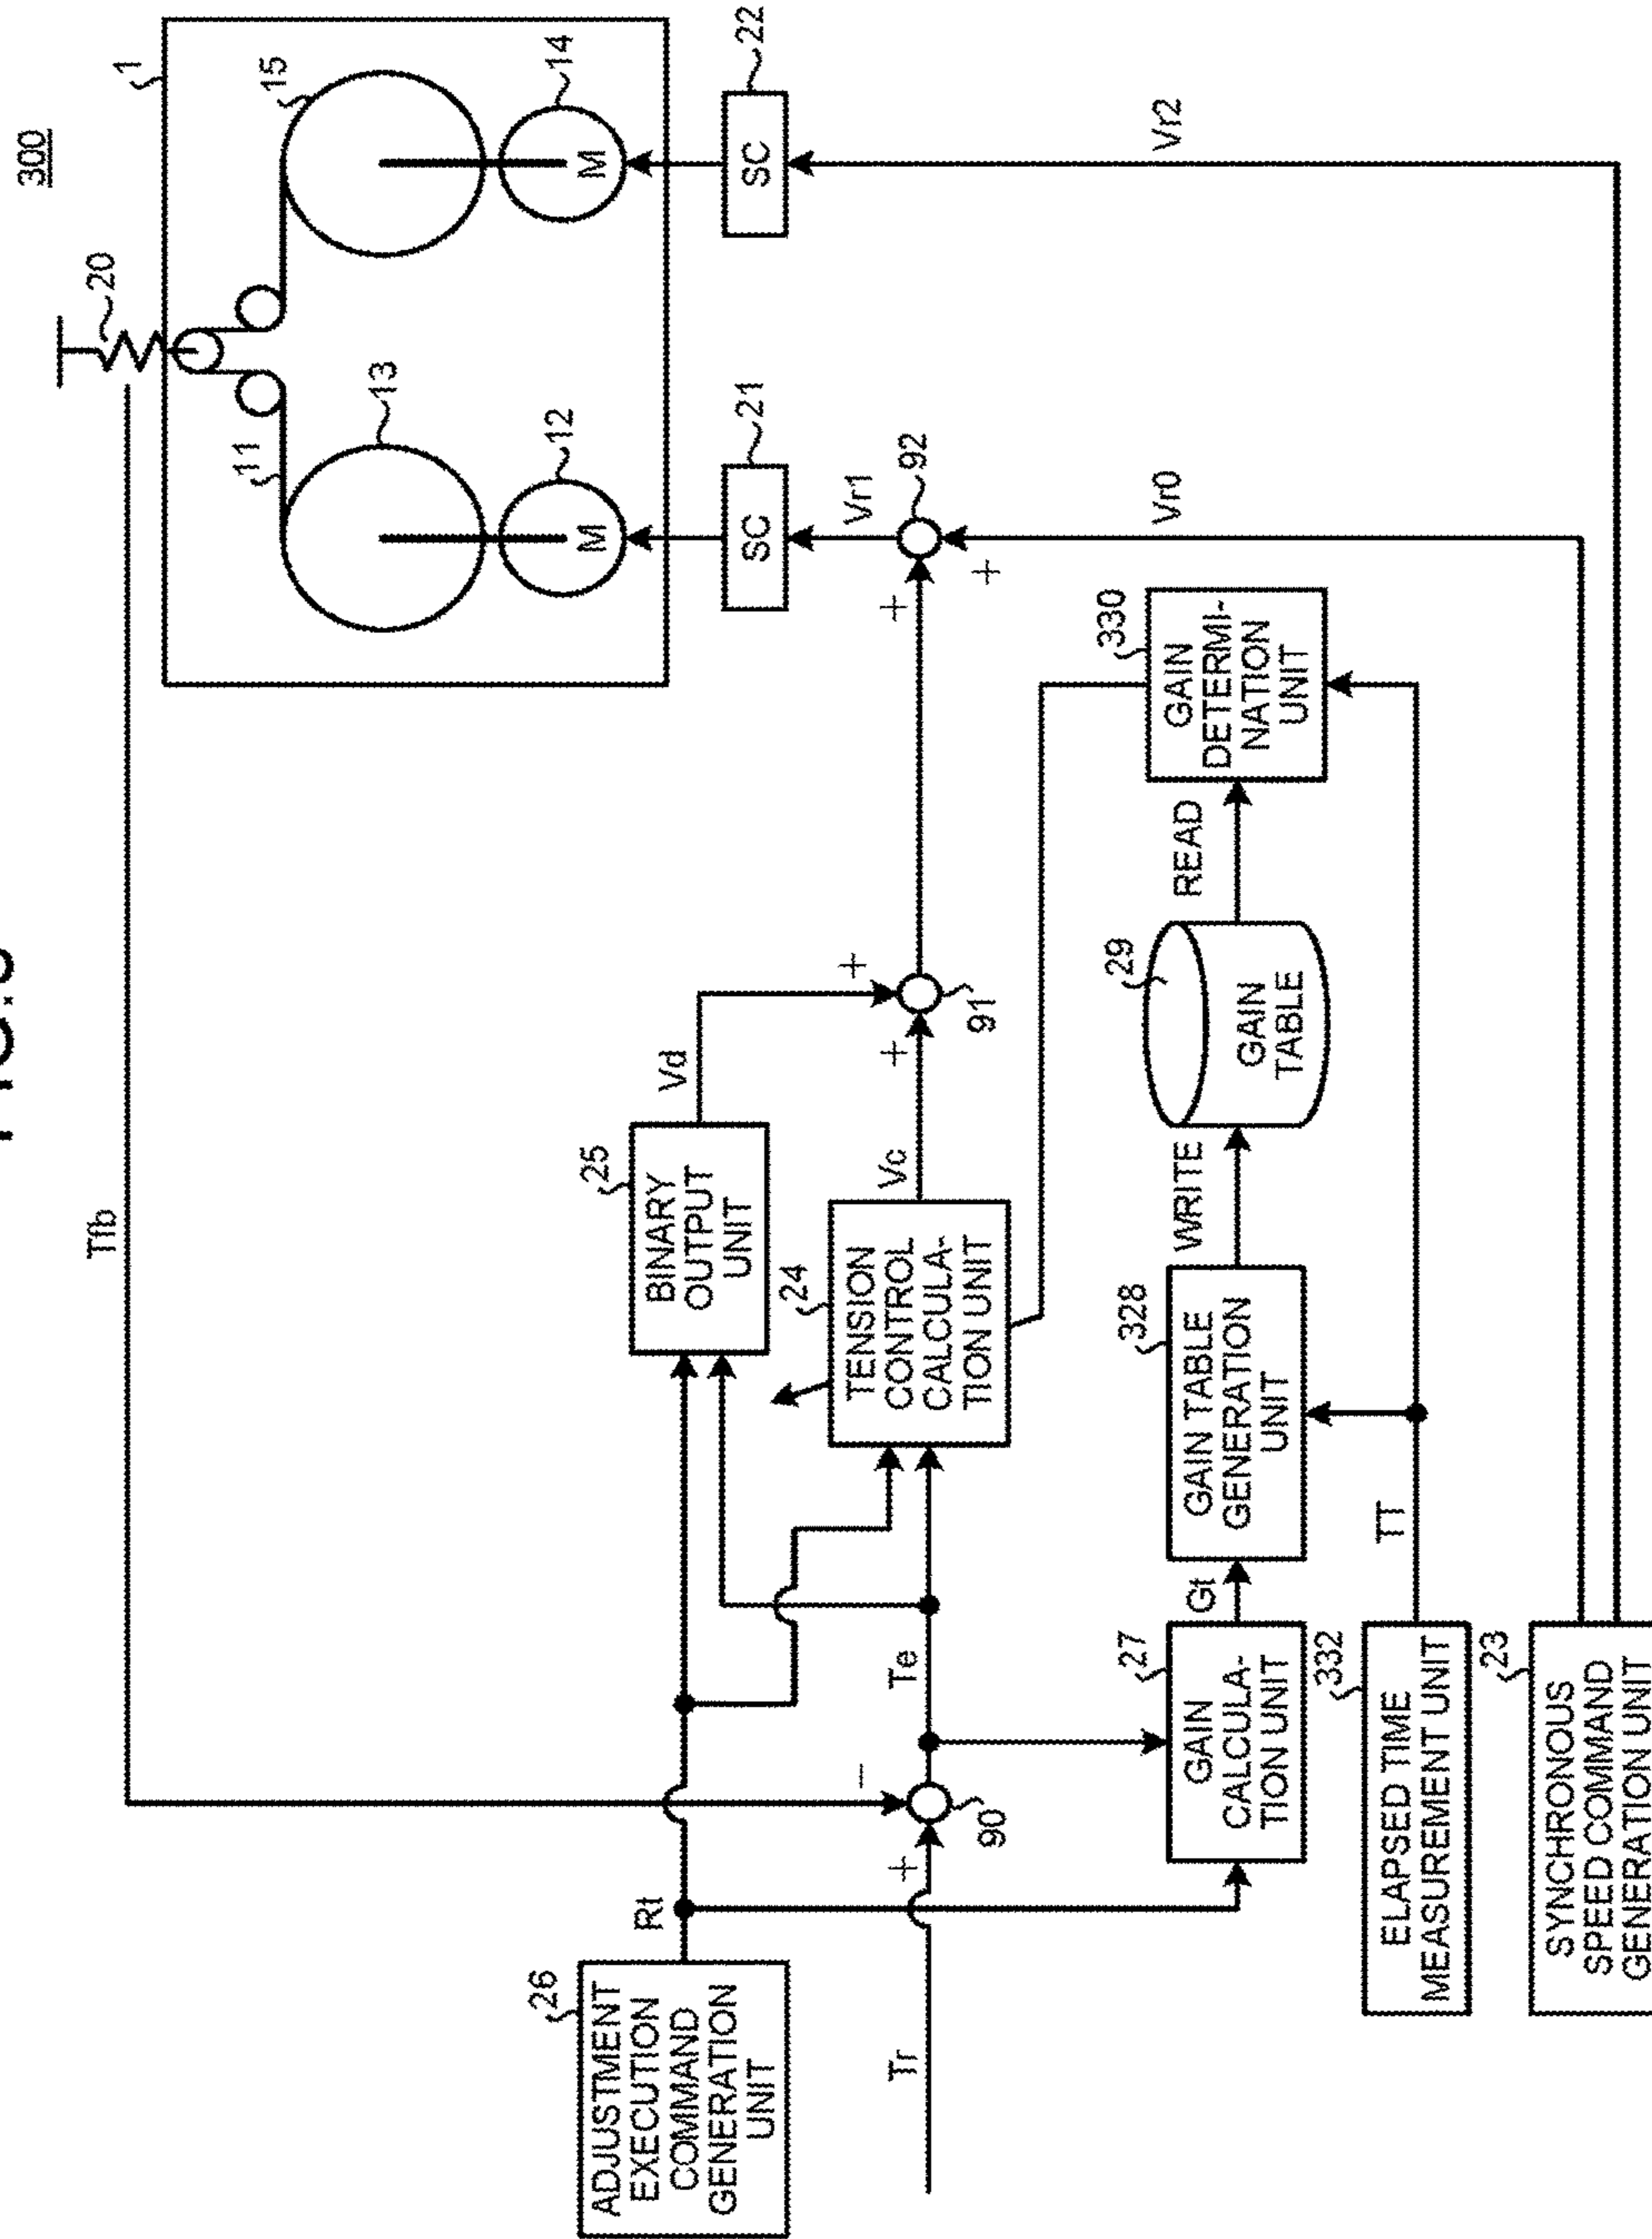 300
Tfb
20
1
11
13
15
12
14
M
M
21
22
SC
SC
Vr1
92
+
+
Vr0
Vr2
26
ADJUSTMENT
EXECUTION
COMMAND
GENERATION
UNIT
Rt
25
BINARY
OUTPUT
UNIT
Vd
+
24
TENSION
CONTROL
CALCULA-
TION UNIT
Vc
+
91
Tr
+
−
90
Te
27
GAIN
CALCULA-
TION UNIT
Gt
328
GAIN TABLE
GENERATION
UNIT
WRITE
29
GAIN
TABLE
READ
330
GAIN
DETERMI-
NATION
UNIT
332
ELAPSED TIME
MEASUREMENT UNIT
TT
23
SYNCHRONOUS
SPEED COMMAND
GENERATION UNIT